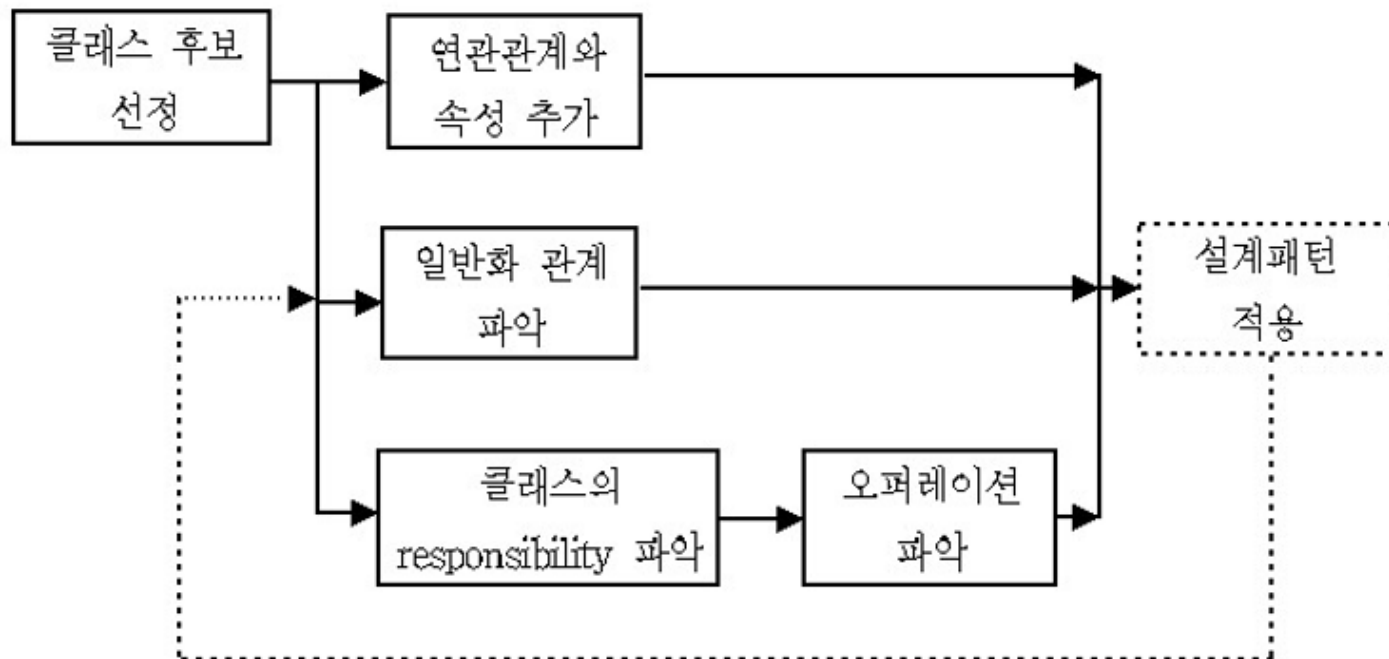 클래스 후보
선정
연관관계와
속성 추가
일반화 관계
파악
설계패턴
적용
클래스의
responsibility 파악
오퍼레이션
파악